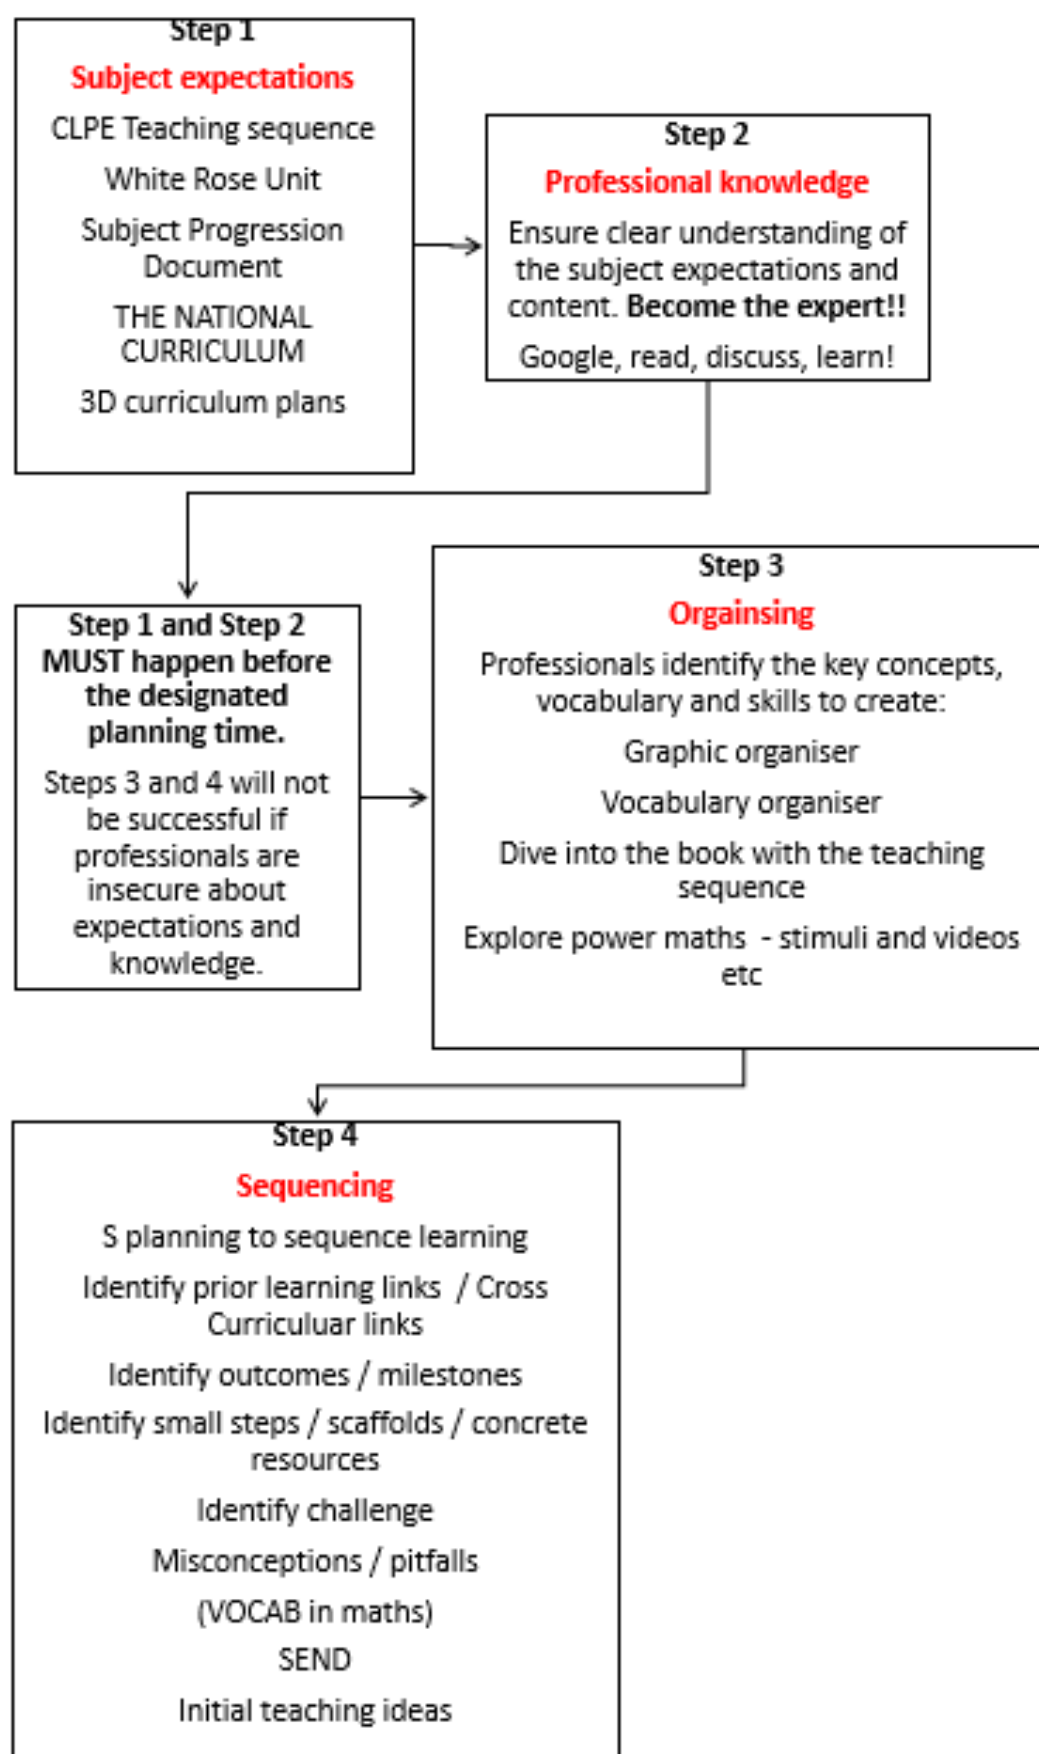 Step 1
Subject expectations
CLPE Teaching sequence
White Rose Unit
Subject Progression
Document
THE NATIONAL
CURRICULUM
3D curriculum plans
Step 2
Professional knowledge
Ensure clear understanding of
the subject expectations and
content. Become the expert!!
Google, read, discuss, learn!
Step 1 and Step 2
MUST happen before
the designated
planning time.
Steps 3 and 4 will not
be successful if
professionals are
insecure about
expectations and
knowledge.
Step 3
Orgainsing
Professionals identify the key concepts,
vocabulary and skills to create:
Graphic organiser
Vocabulary organiser
Dive into the book with the teaching
sequence
Explore power maths - stimuli and videos
etc
Step 4
Sequencing
S planning to sequence learning
Identify prior learning links / Cross
Curriculuar links
Identify outcomes / milestones
Identify small steps / scaffolds / concrete
resources
Identify challenge
Misconceptions / pitfalls
(VOCAB in maths)
SEND
Initial teaching ideas